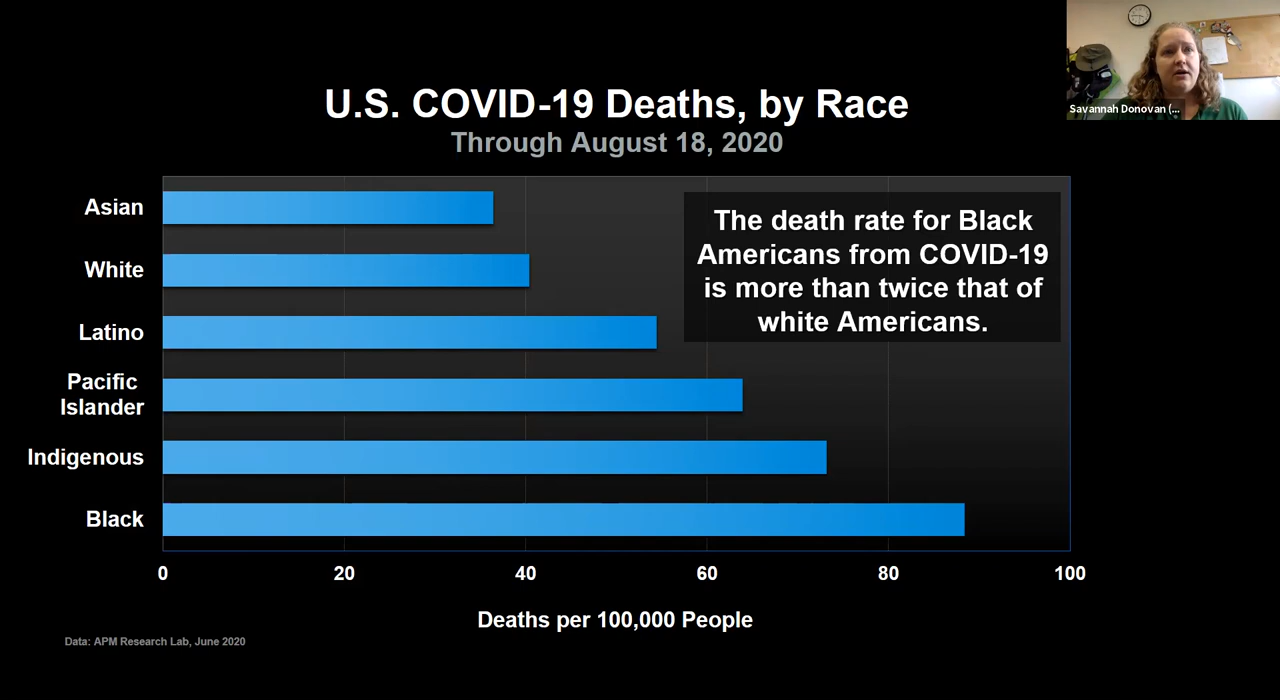 U.S. COVID-19 Deaths, by Race
Through August 18, 2020
Savannah Donovan (...
Asian
White
Latino
Pacific
Islander
Indigenous
Black
The death rate for Black
Americans from COVID-19
is more than twice that of
white Americans.
0 20 40 60 80 100
Deaths per 100,000 People
Data: APM Research Lab, June 2020